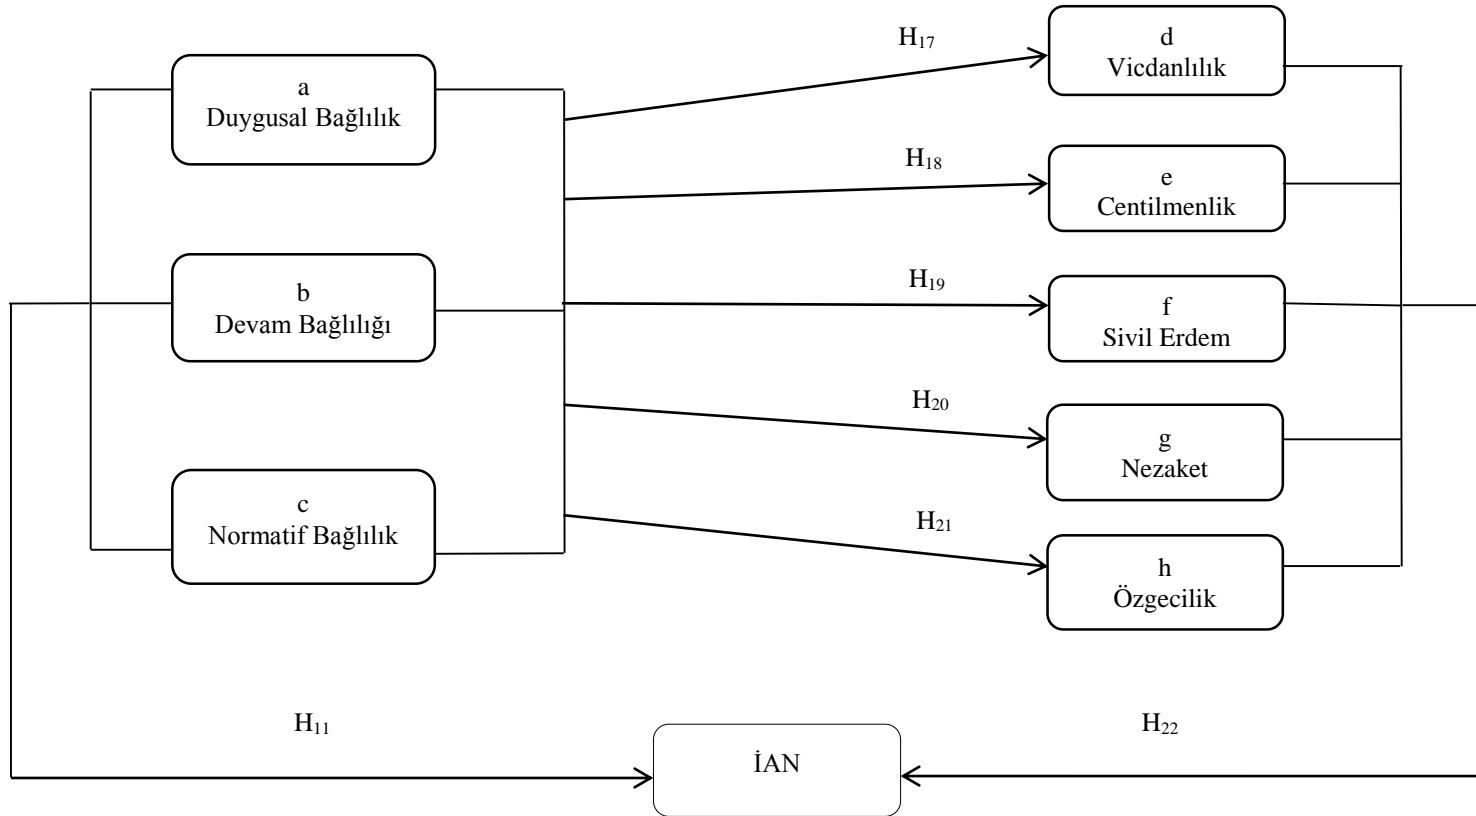 H17
d
Vicdanlılık
a
Duygusal Bağlılık
H18
e
Centilmenlik
b
Devam Bağlılığı
H19
f
Sivil Erdem
H20
g
Nezaket
c
Normatif Bağlılık
H21
h
Özgecilik
H11
İAN
H22